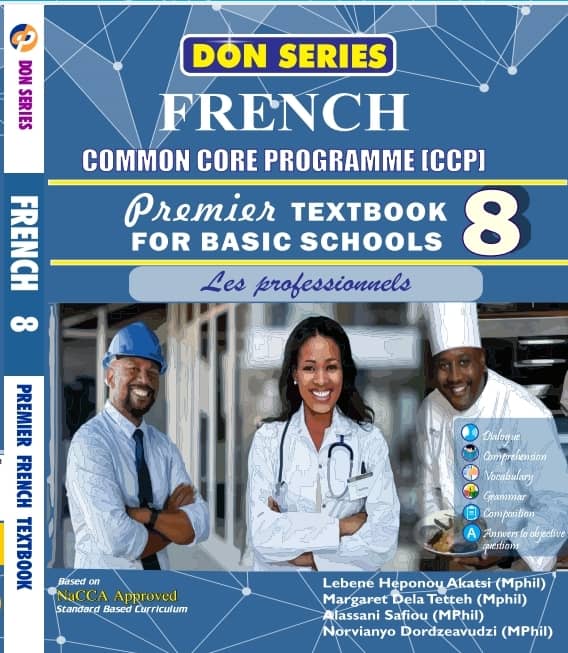 DON SERIES
FRENCH 8
PREMIER FRENCH TEXTBOOK
DON SERIES
FRENCH
COMMON CORE PROGRAMME [CCP]
Premier TEXTBOOK
FOR BASIC SCHOOLS 8
Les professionnels
Dialogue
Comprehension
Vocabulary
Grammar
Composition
A Answers to objective
questions
Based on
NaCCA Approved
Standard Based Curriculum
Lebene Heponou Akatsi (Mphil)
Margaret Dela Tetteh (Mphil)
Alassani Safiou (MPhil)
Norvianyo Dordzeavudzi (MPhil)